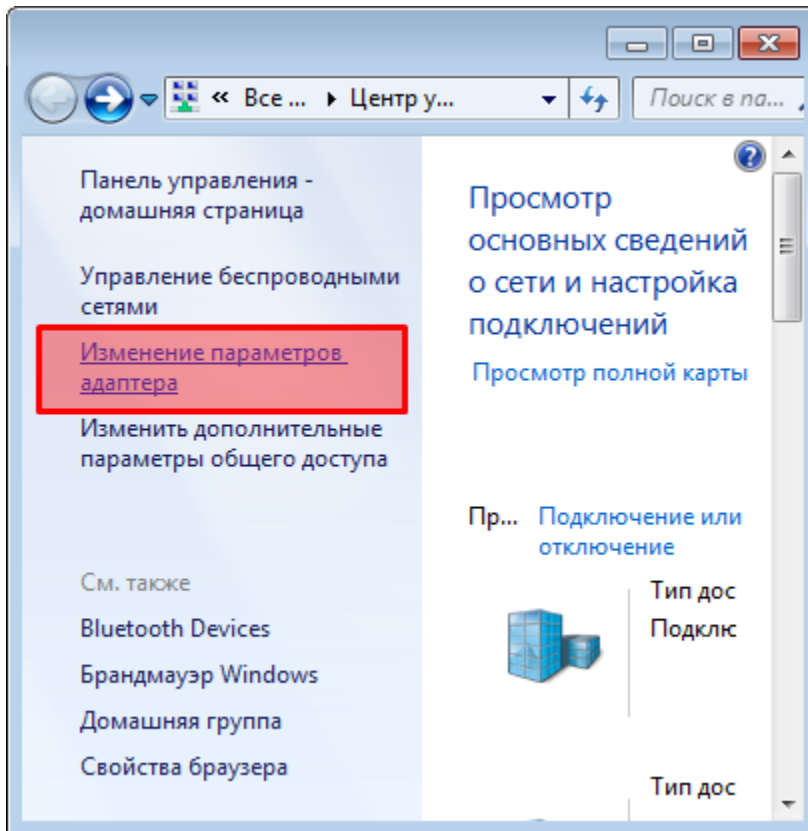 « Все ... ▸ Центр у...
Поиск в па...
Панель управления -
домашняя страница
Управление беспроводными
сетями
Изменение параметров
адаптера
Изменить дополнительные
параметры общего доступа
См. также
Bluetooth Devices
Брандмауэр Windows
Домашняя группа
Свойства браузера
Просмотр
основных сведений
о сети и настройка
подключений
Просмотр полной карты
Пр... Подключение или
отключение
Тип дос
Подклк
Тип дос